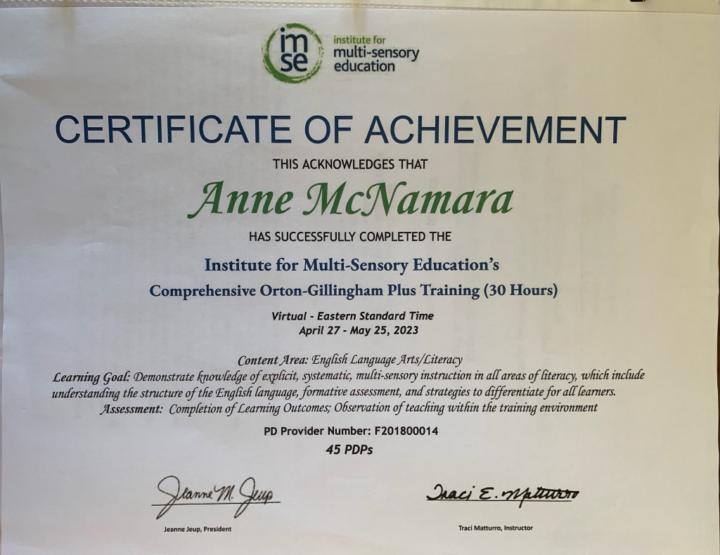 imse
institute for
multi-sensory
education
CERTIFICATE OF ACHIEVEMENT
THIS ACKNOWLEDGES THAT
Anne McNamara
HAS SUCCESSFULLY COMPLETED THE
Institute for Multi-Sensory Education's
Comprehensive Orton-Gillingham Plus Training (30 Hours)
Virtual - Eastern Standard Time
April 27 - May 25, 2023
Content Area: English Language Arts/Literacy
Learning Goal: Demonstrate knowledge of explicit, systematic, multi-sensory instruction in all areas of literacy, which include
understanding the structure of the English language, formative assessment, and strategies to differentiate for all learners.
Assessment: Completion of Learning Outcomes; Observation of teaching within the training environment
PD Provider Number: F201800014
45 PDPs
Jeanne M. Jeup
Traci E. Matturro
Jeanne Jeup, President
Traci Matturro, Instructor